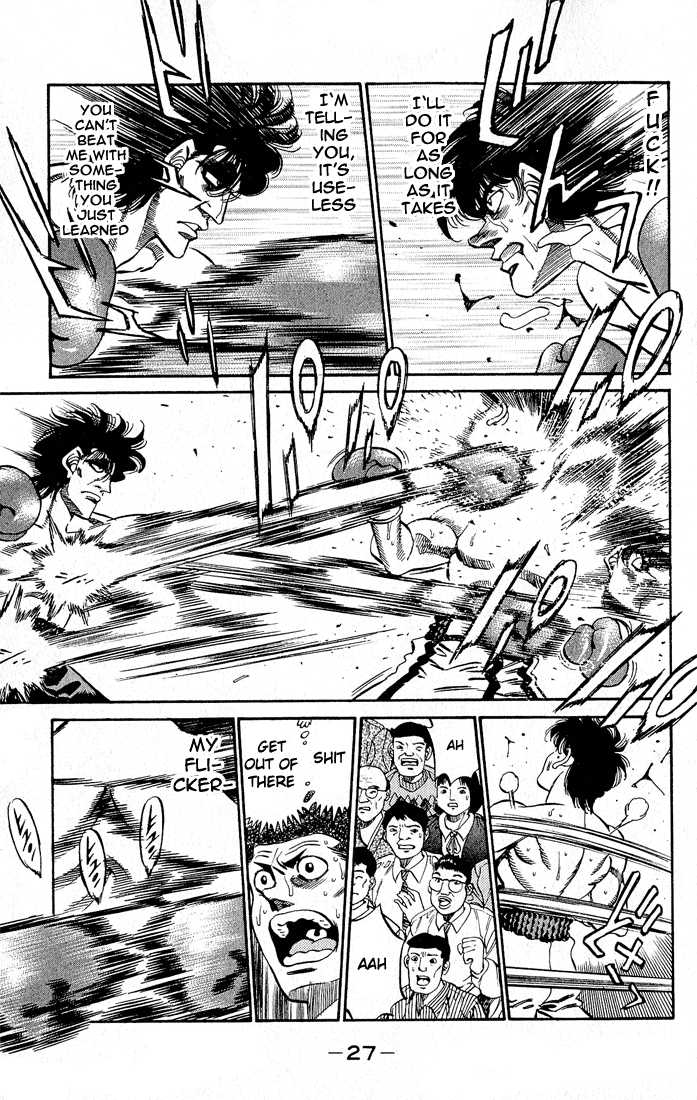 FUCK!!
I'LL
DO IT
FOR
AS
LONG
AS IT
TAKES
I'M
TELL-
ING
YOU,
IT'S
USE-
LESS
YOU
CAN'T
BEAT
ME WITH
SOME-
THING
YOU
JUST
LEARNED
AH
AAH
SHIT
GET
OUT OF
THERE
MY
FLI-
CKER-
-27-